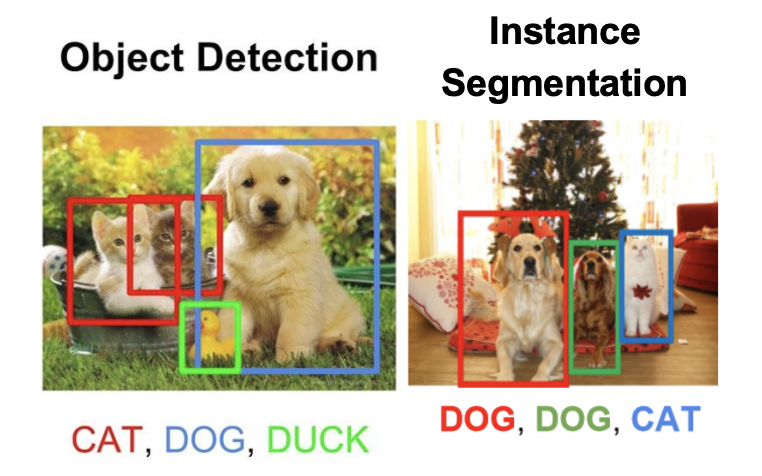 Object Detection
Instance
Segmentation
CAT, DOG, DUCK
DOG, DOG, CAT